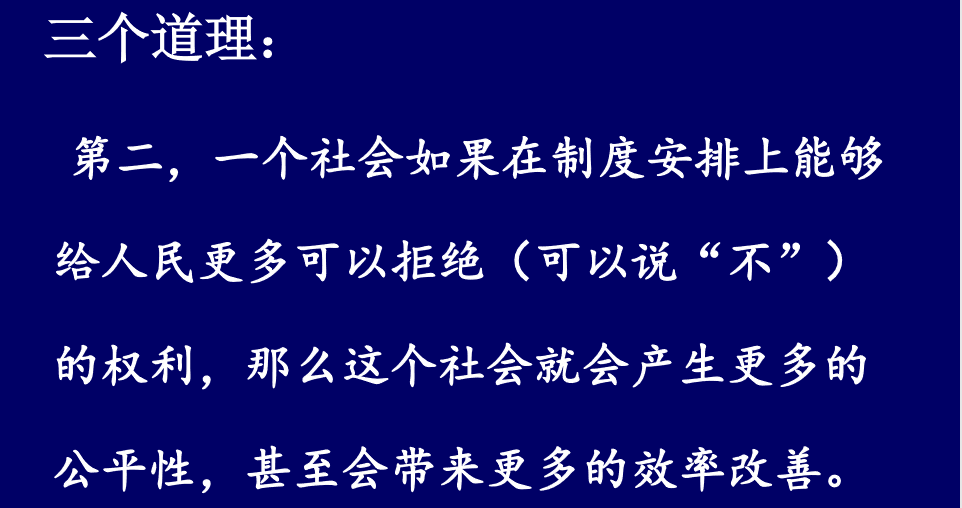 三个道理：
第二，一个社会如果在制度安排上能够
给人民更多可以拒绝（可以说“不”）
的权利，那么这个社会就会产生更多的
公平性，甚至会带来更多的效率改善。